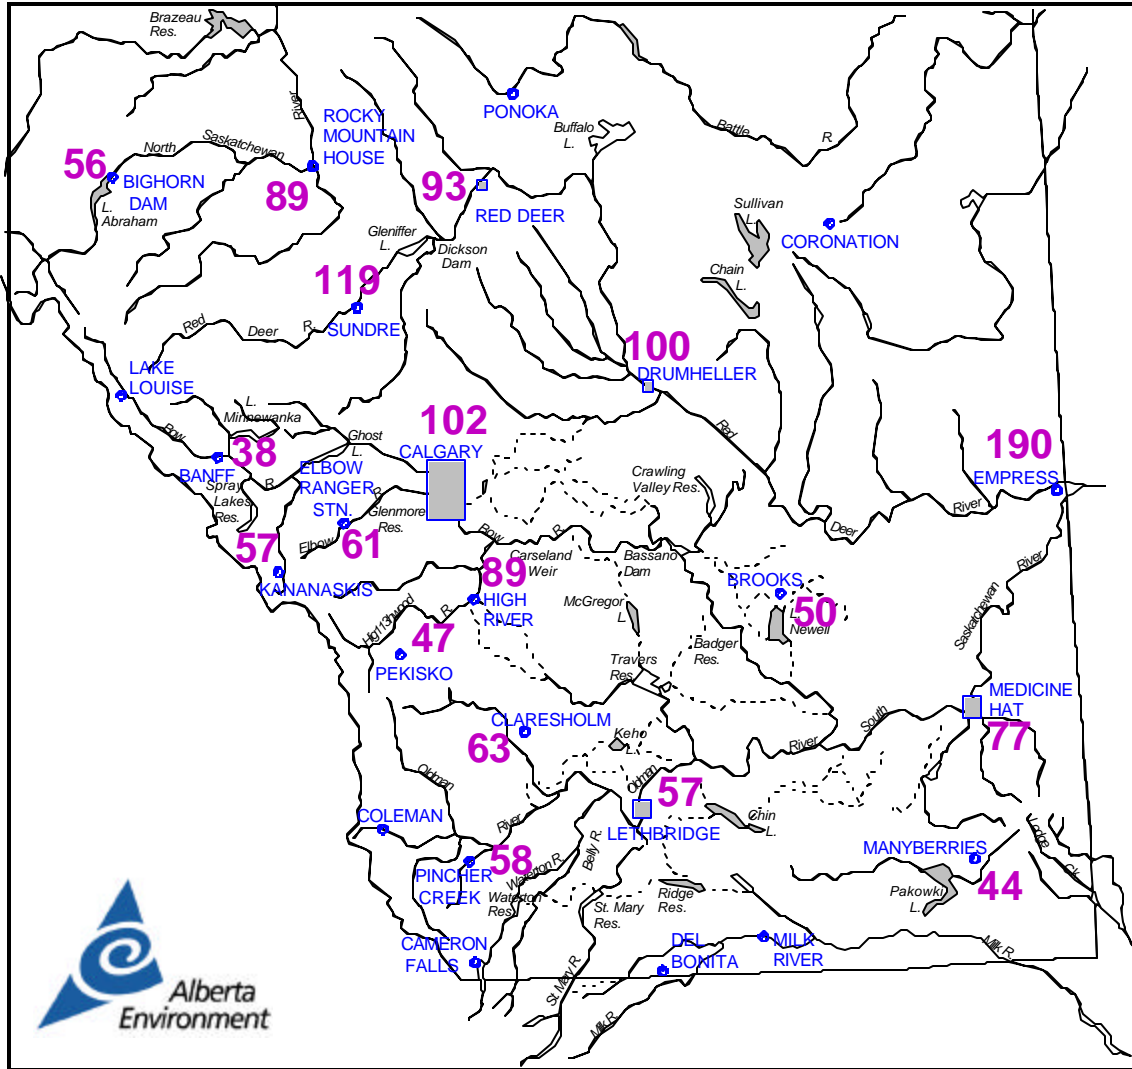 Brazeau
Res.
River
ROCKY
MOUNTAIN
HOUSE
PONOKA
Buffalo
L.
Battle
R.
North
Saskatchewan
56
BIGHORN
DAM
L.
Abraham
89
93
RED DEER
Sullivan
L.
CORONATION
Gleniffer
L.
Dickson
Dam
Chain
L.
119
SUNDRE
Red
Deer
R.
100
DRUMHELLER
LAKE
LOUISE
L.
Minnewanka
Bow
Ghost
L.
102
CALGARY
Red
190
EMPRESS
38
BANFF
R.
ELBOW
RANGER
STN.
R.
Spray
Lakes
Res.
Glenmore
Res.
Crawling
Valley Res.
River
Deer
Elbow
61
Bow
R.
Carseland
Weir
Bassano
Dam
River
57
KANANASKIS
89
HIGH
RIVER
BROOKS
L.
Newell
50
McGregor
L
Hig113hwood
R.
47
PEKISKO
Badger
Res.
Travers
Res.
Saskatchewan
MEDICINE
HAT
77
CLARESHOLM
63
Keho
L.
South
River
Oldman
Oldman
57
LETHBRIDGE
Chin
L.
COLEMAN
River
Belly R.
MANYBERRIES
44
Lodge
Ck.
PINCHER
CREEK
58
Waterton R.
Waterton
Res.
St. Mary
Res.
Ridge
Res.
Pakowki
L.
CAMERON
FALLS
DEL
BONITA
MILK
RIVER
Milk R.
St. Mary R.
Milk R.
Alberta
Environment